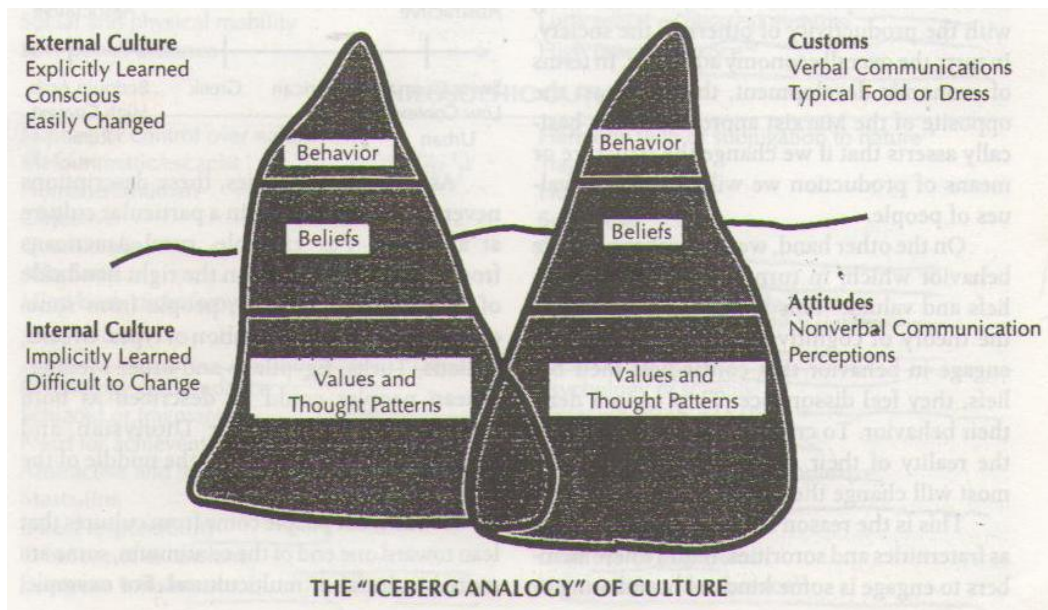 External Culture
Explicitly Learned
Conscious
Easily Changed
Customs
Verbal Communications
Typical Food or Dress
Behavior
Behavior
Beliefs
Beliefs
Internal Culture
Implicitly Learned
Difficult to Change
Attitudes
Nonverbal Communication
Perceptions
Values and
Thought Patterns
Values and
Thought Patterns
THE "ICEBERG ANALOGY" OF CULTURE